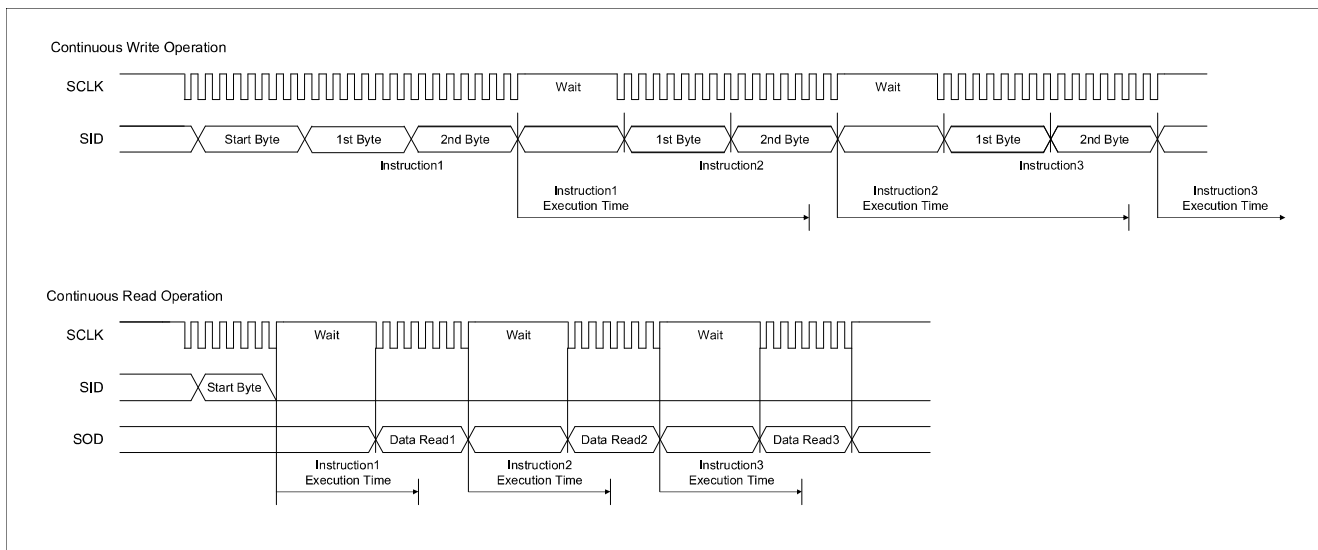 Continuous Write Operation
SCLK
Wait
Wait
SID
Start Byte
1st Byte
2nd Byte
1st Byte
2nd Byte
1st Byte
2nd Byte
Instruction1
Instruction2
Instruction3
Instruction1
Execution Time
Instruction2
Execution Time
Instruction3
Execution Time
Continuous Read Operation
SCLK
Wait
Wait
Wait
SID
Start Byte
SOD
Data Read1
Data Read2
Data Read3
Instruction1
Execution Time
Instruction2
Execution Time
Instruction3
Execution Time